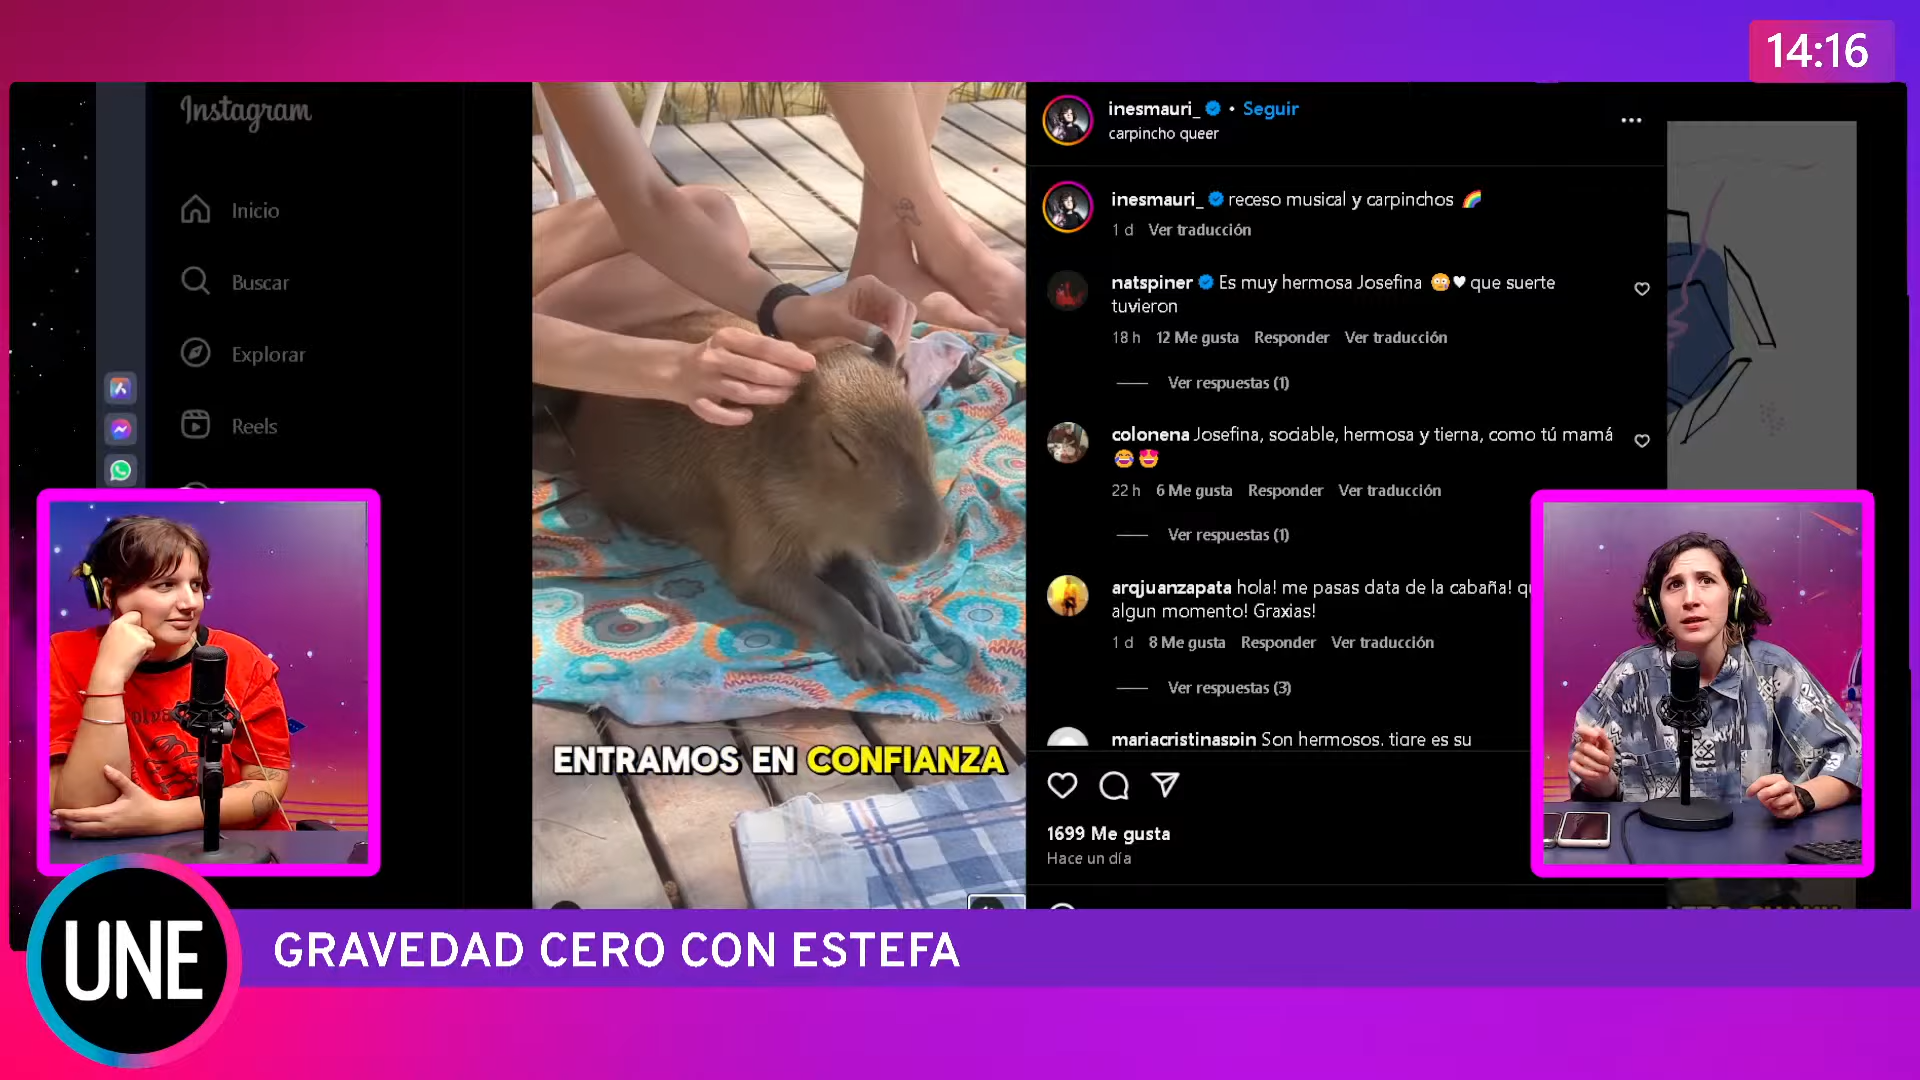 14:16
Instagram
Inicio
Buscar
Explorar
Reels
inesmauri_ • Seguir
carpincho queer
inesmauri_ receso musical y carpinchos 🌈
1 d Ver traducción
natspiner Es muy hermosa Josefina 🥹♥ que suerte
tuvieron
18 h 12 Me gusta Responder Ver traducción
Ver respuestas (1)
colonena Josefina, sociable, hermosa y tierna, como tú mamá
😂😍
22 h 6 Me gusta Responder Ver traducción
Ver respuestas (1)
arqjuanzapata hola! me pasas data de la cabaña!
algun momento! Graxias!
1 d 8 Me gusta Responder Ver traducción
Ver respuestas (3)
mariacristinaspin Son hermosos, tigre es su
1699 Me gusta
Hace un día
ENTRAMOS EN CONFIANZA
UNE
GRAVEDAD CERO CON ESTEFA